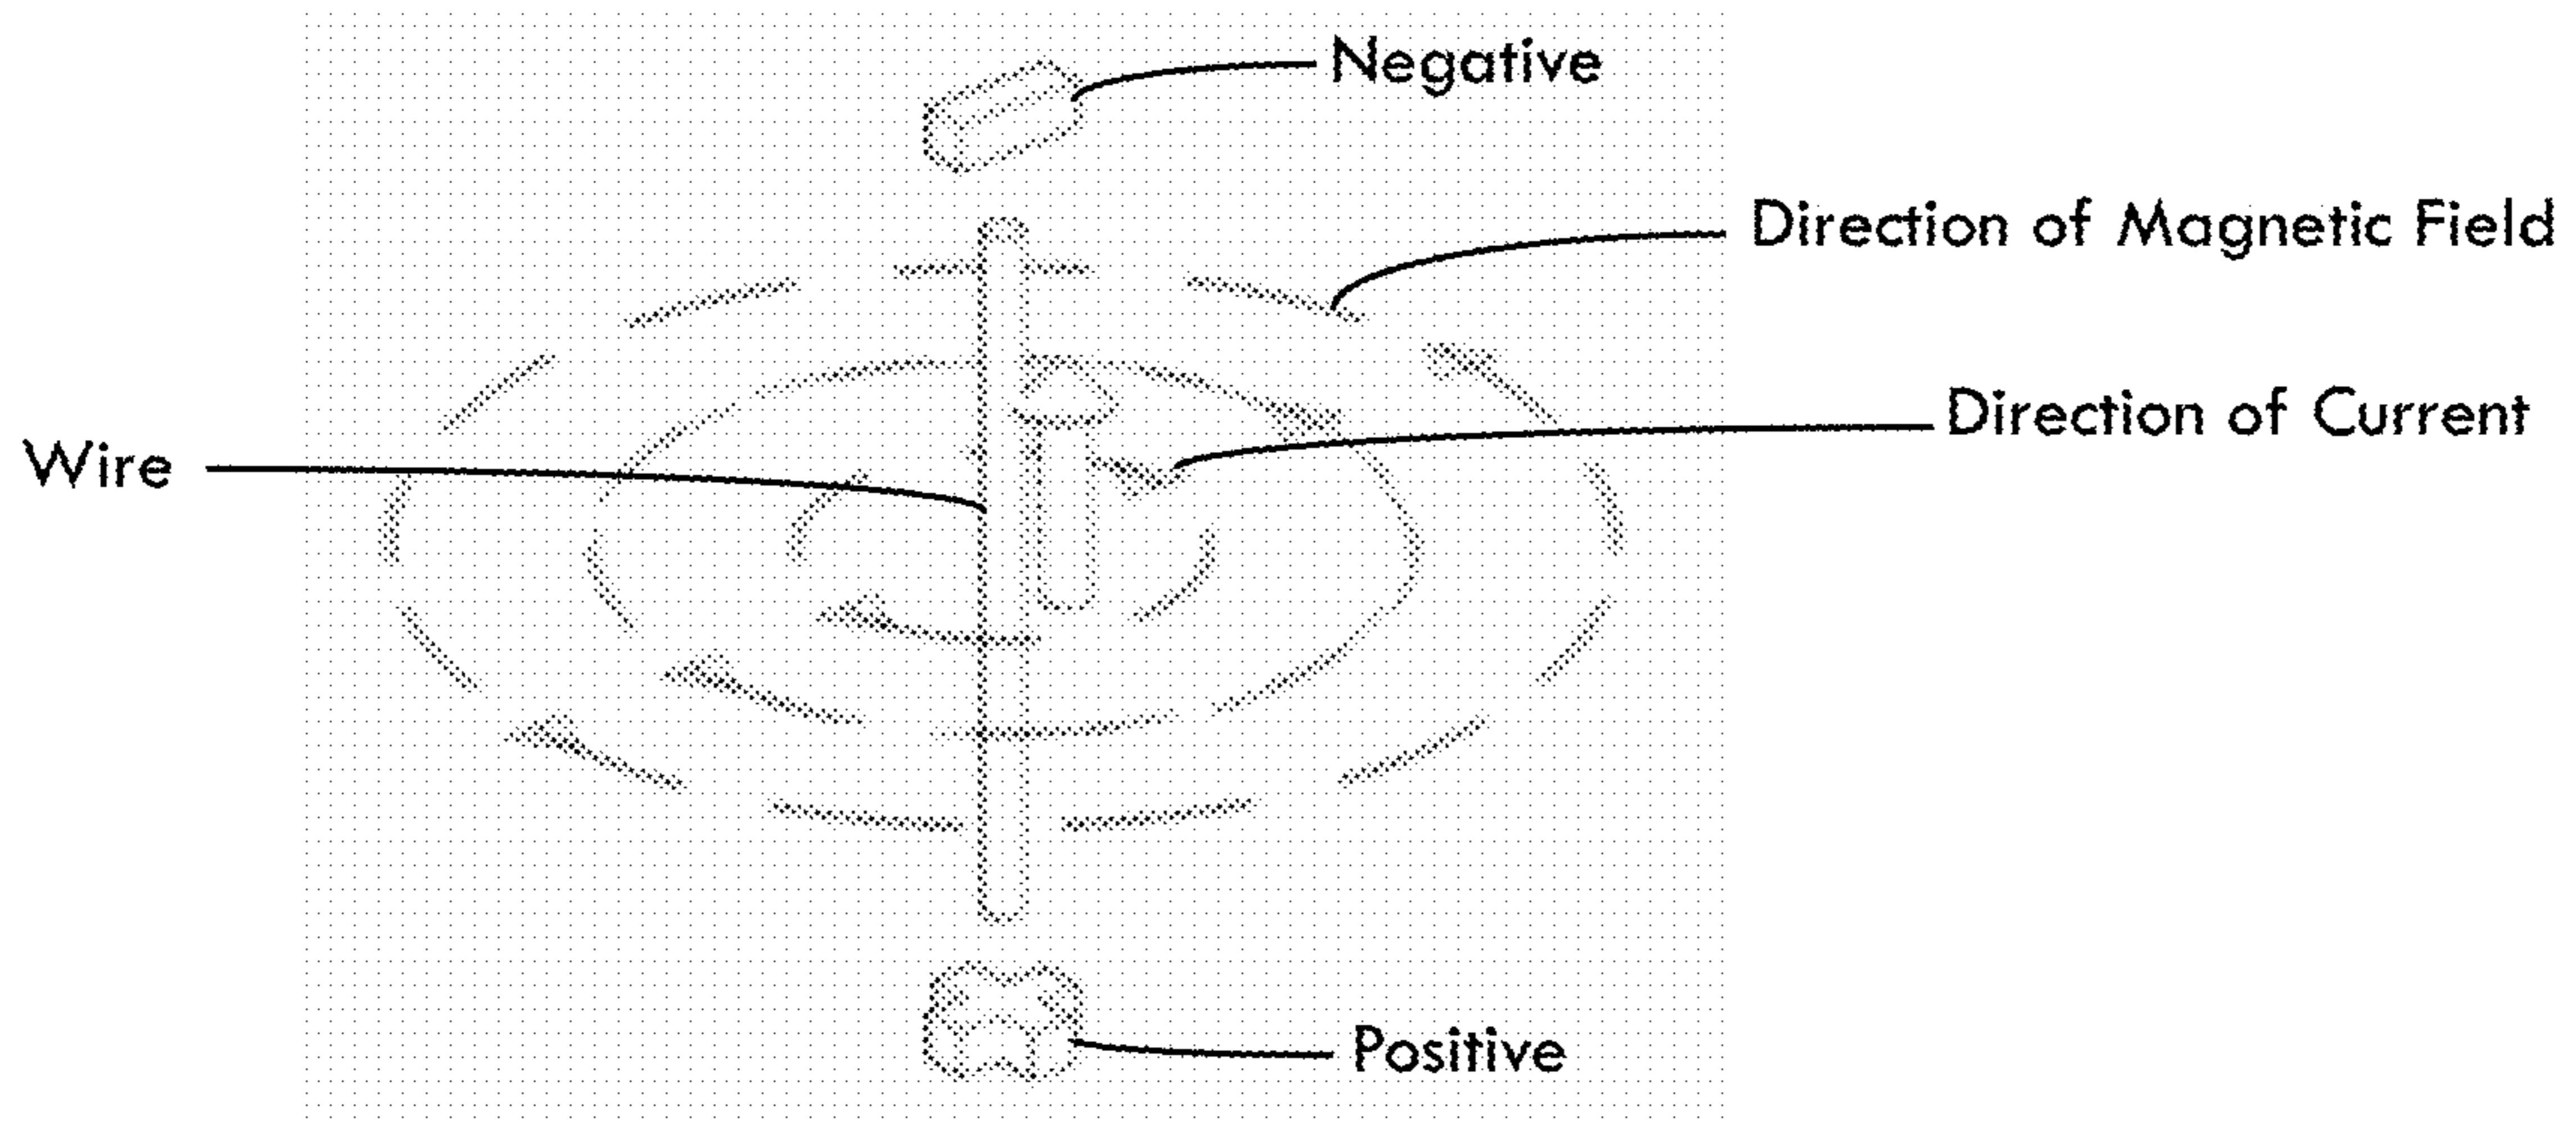 Negative
Direction of Magnetic Field
Direction of Current
Wire
Positive